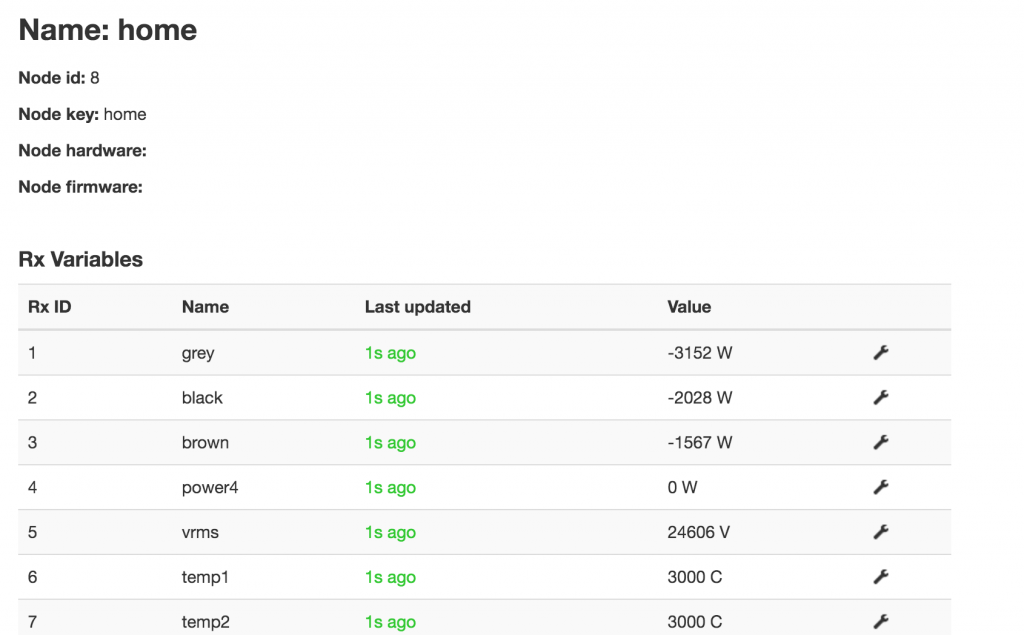 Name: home
Node id: 8
Node key: home
Node hardware:
Node firmware:
Rx Variables
Rx ID Name Last updated Value
1 grey 1s ago -3152 W
2 black 1s ago -2028 W
3 brown 1s ago -1567 W
4 power4 1s ago 0 W
5 vrms 1s ago 24606 V
6 temp1 1s ago 3000 C
7 temp2 1s ago 3000 C